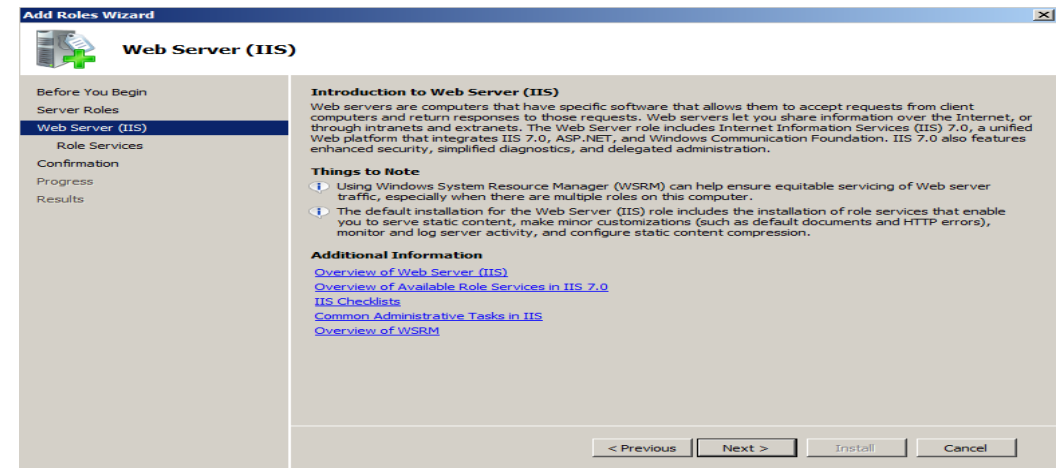 Add Roles Wizard
Web Server (IIS)
Before You Begin
Server Roles
Web Server (IIS)
Role Services
Confirmation
Progress
Results
Introduction to Web Server (IIS)
Web servers are computers that have specific software that allows them to accept requests from client
computers and return responses to those requests. Web servers let you share information over the Internet, or
through intranets and extranets. The Web Server role includes Internet Information Services (IIS) 7.0, a unified
Web platform that integrates IIS 7.0, ASP.NET, and Windows Communication Foundation. IIS 7.0 also features
enhanced security, simplified diagnostics, and delegated administration.
Things to Note
Using Windows System Resource Manager (WSRM) can help ensure equitable servicing of Web server
traffic, especially when there are multiple roles on this computer.
The default installation for the Web Server (IIS) role includes the installation of role services that enable
you to serve static content, make minor customizations (such as default documents and HTTP errors),
monitor and log server activity, and configure static content compression.
Additional Information
Overview of Web Server (IIS)
Overview of Available Role Services in IIS 7.0
IIS Checklists
Common Administrative Tasks in IIS
Overview of WSRM
< Previous Next > Install Cancel